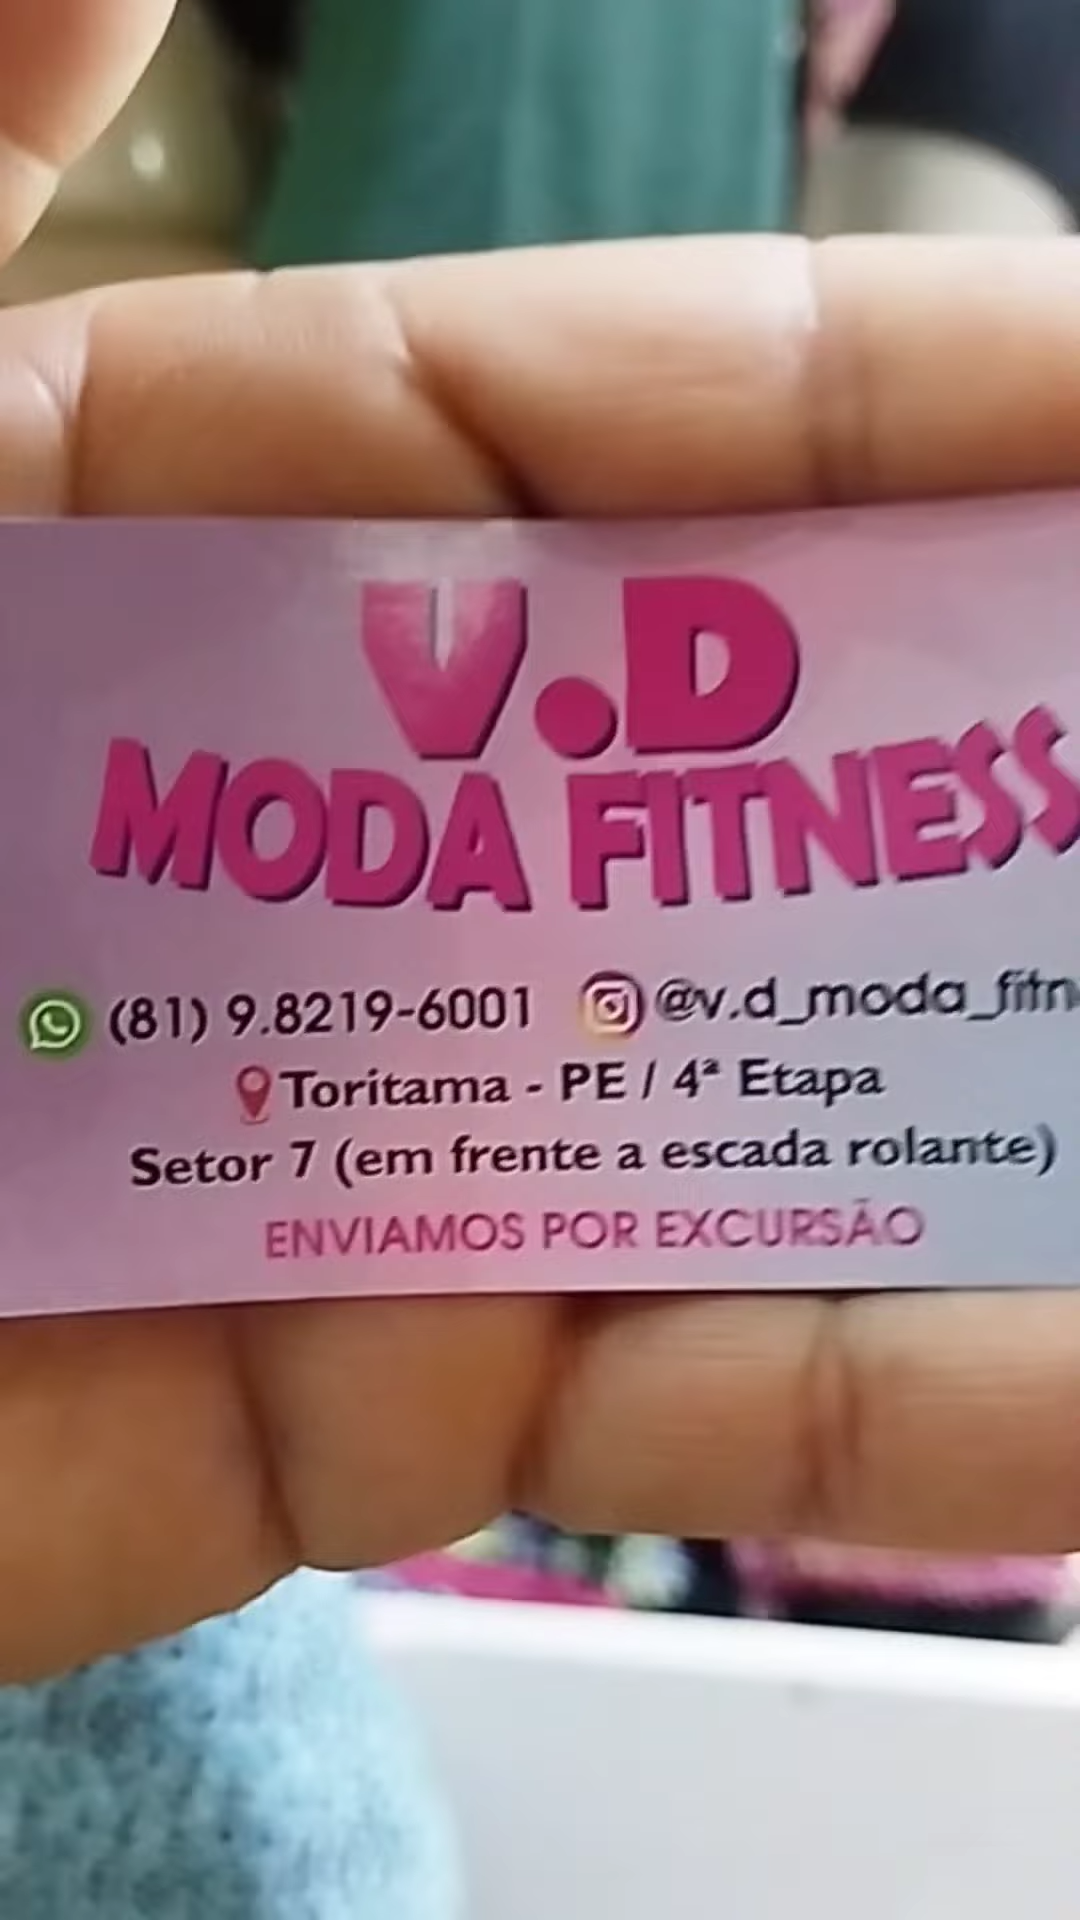 V.D
MODA FITNESS
(81) 9.8219-6001 @v.d_moda_fitn
Toritama - PE / 4ª Etapa
Setor 7 (em frente a escada rolante)
ENVIAMOS POR EXCURSÃO